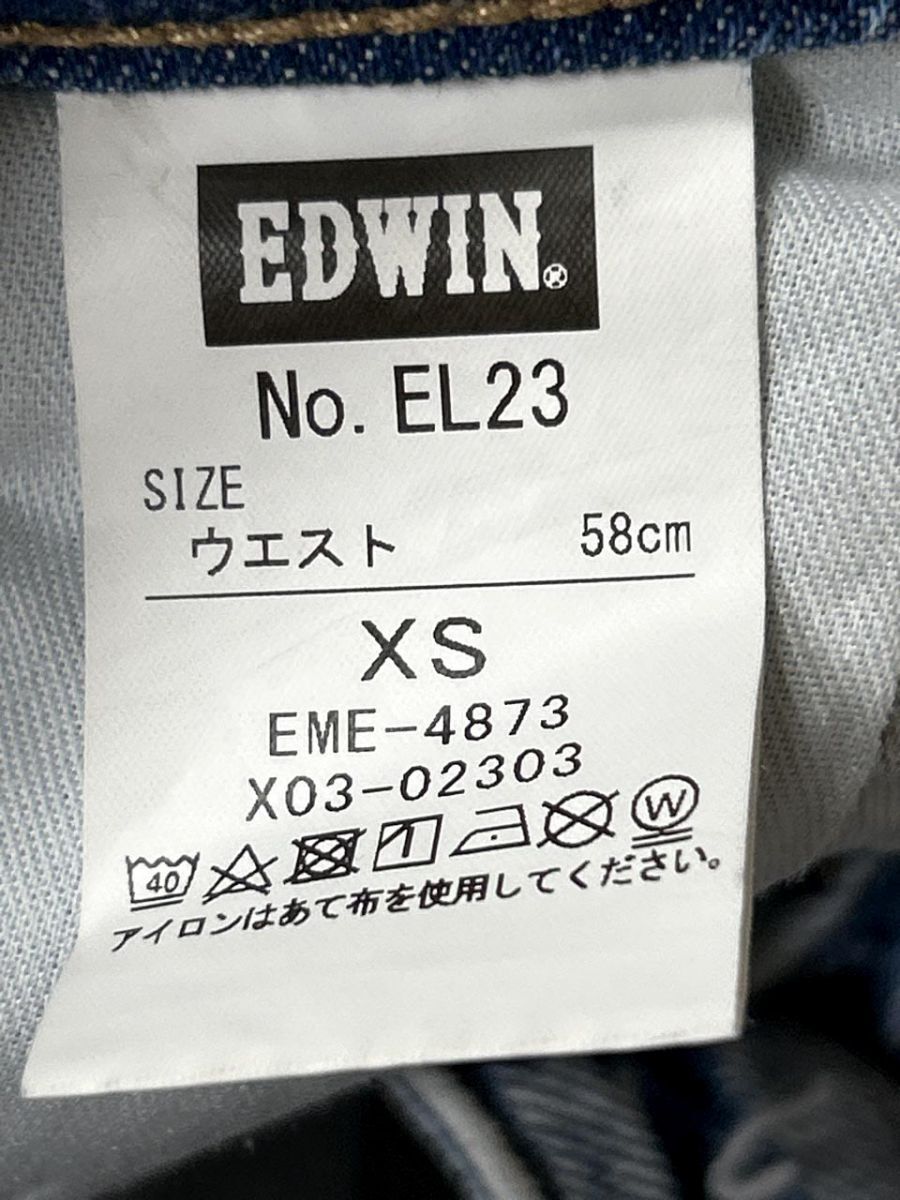 EDWIN®
No. EL23
SIZE
ウエスト 58cm
XS
EME-4873
X03-02303
40 W
アイロンはあて布を使用してください。